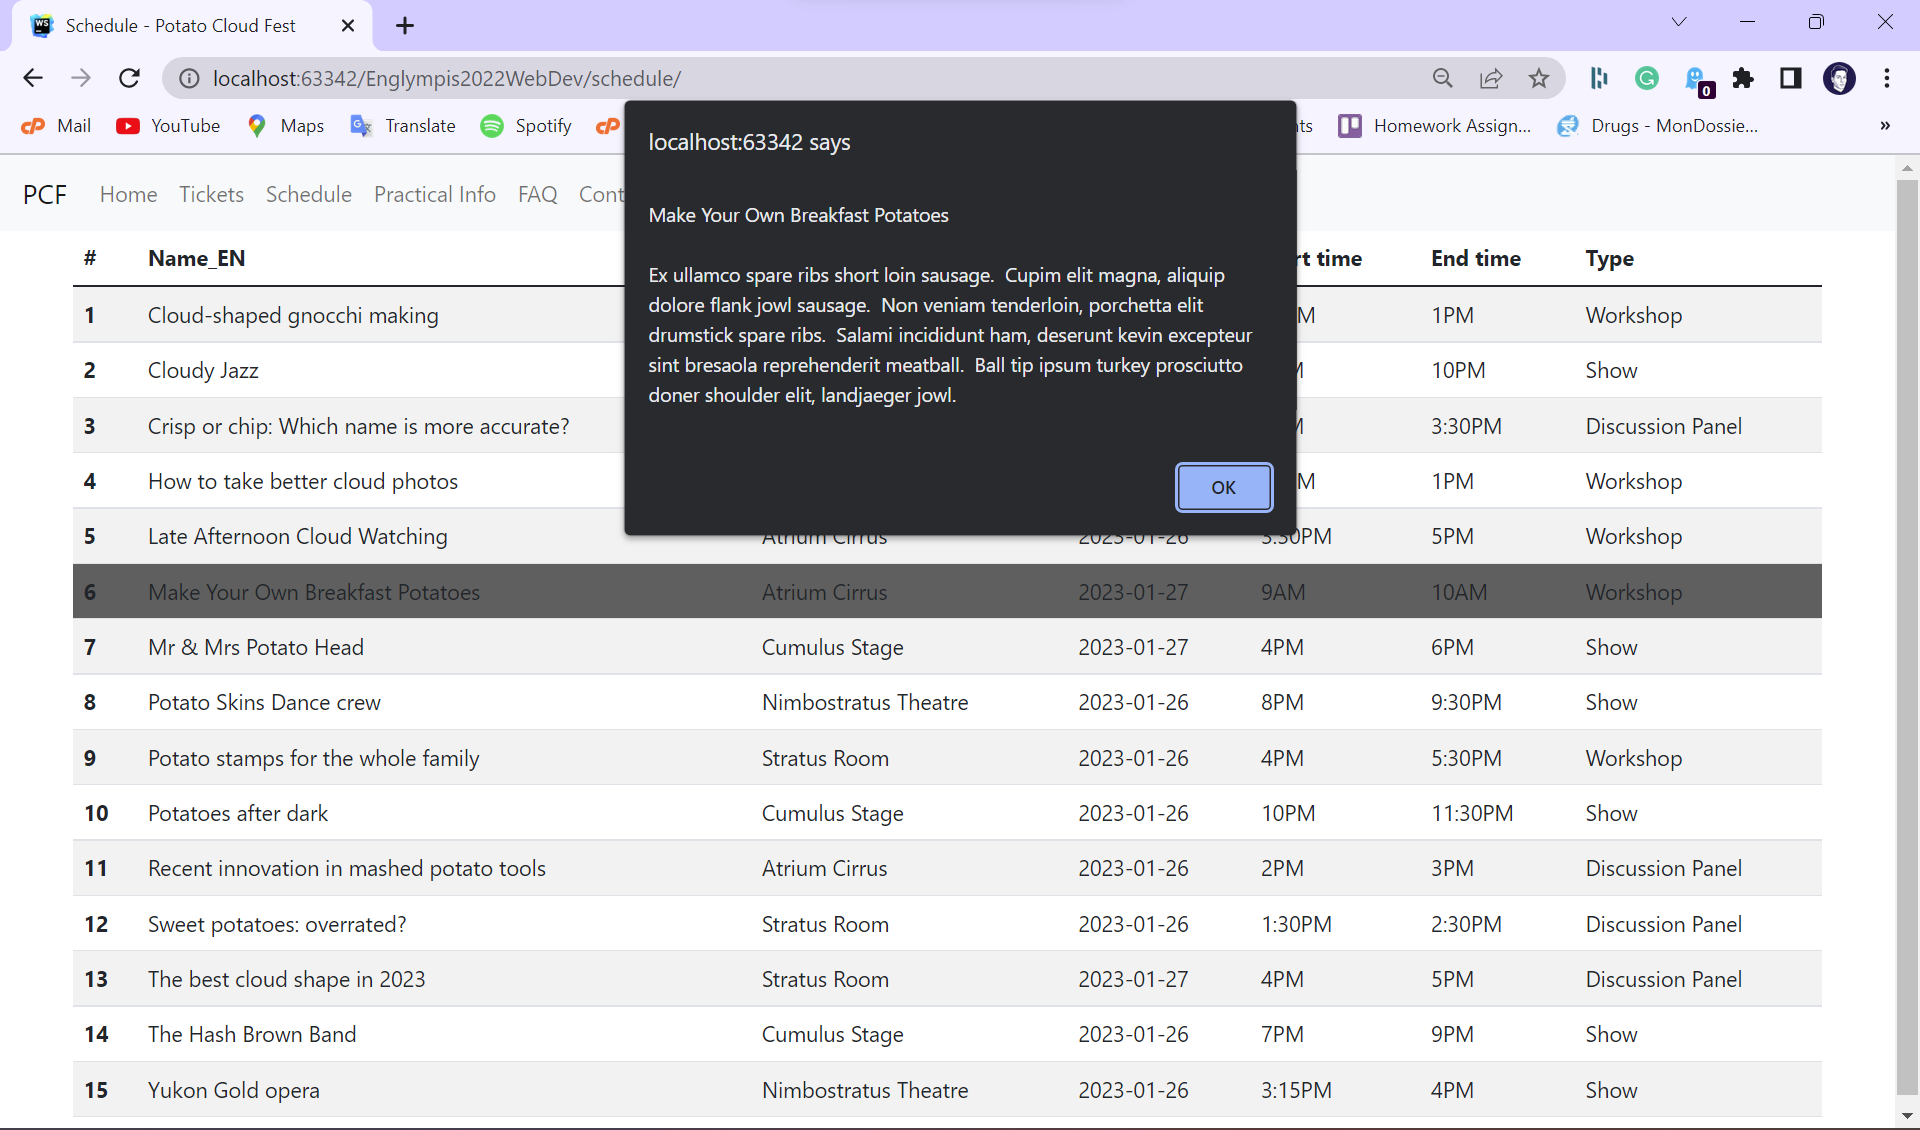 Schedule - Potato Cloud Fest
localhost:63342/Englympis2022WebDev/schedule/
0
Mail YouTube Maps Translate Spotify Homework Assign... Drugs - MonDossie... »
localhost:63342 says
Make Your Own Breakfast Potatoes
Ex ullamco spare ribs short loin sausage. Cupim elit magna, aliquip
dolore flank jowl sausage. Non veniam tenderloin, porchetta elit
drumstick spare ribs. Salami incididunt ham, deserunt kevin excepteur
sint bresaola reprehenderit meatball. Ball tip ipsum turkey prosciutto
doner shoulder elit, landjaeger jowl.
OK
PCF Home Tickets Schedule Practical Info FAQ Cont
# Name_EN rt time End time Type
1 Cloud-shaped gnocchi making M 1PM Workshop
2 Cloudy Jazz 10PM Show
3 Crisp or chip: Which name is more accurate? 3:30PM Discussion Panel
4 How to take better cloud photos M 1PM Workshop
5 Late Afternoon Cloud Watching Atrium Cirrus 2023-01-26 3:30PM 5PM Workshop
6 Make Your Own Breakfast Potatoes Atrium Cirrus 2023-01-27 9AM 10AM Workshop
7 Mr & Mrs Potato Head Cumulus Stage 2023-01-27 4PM 6PM Show
8 Potato Skins Dance crew Nimbostratus Theatre 2023-01-26 8PM 9:30PM Show
9 Potato stamps for the whole family Stratus Room 2023-01-26 4PM 5:30PM Workshop
10 Potatoes after dark Cumulus Stage 2023-01-26 10PM 11:30PM Show
11 Recent innovation in mashed potato tools Atrium Cirrus 2023-01-26 2PM 3PM Discussion Panel
12 Sweet potatoes: overrated? Stratus Room 2023-01-26 1:30PM 2:30PM Discussion Panel
13 The best cloud shape in 2023 Stratus Room 2023-01-27 4PM 5PM Discussion Panel
14 The Hash Brown Band Cumulus Stage 2023-01-26 7PM 9PM Show
15 Yukon Gold opera Nimbostratus Theatre 2023-01-26 3:15PM 4PM Show